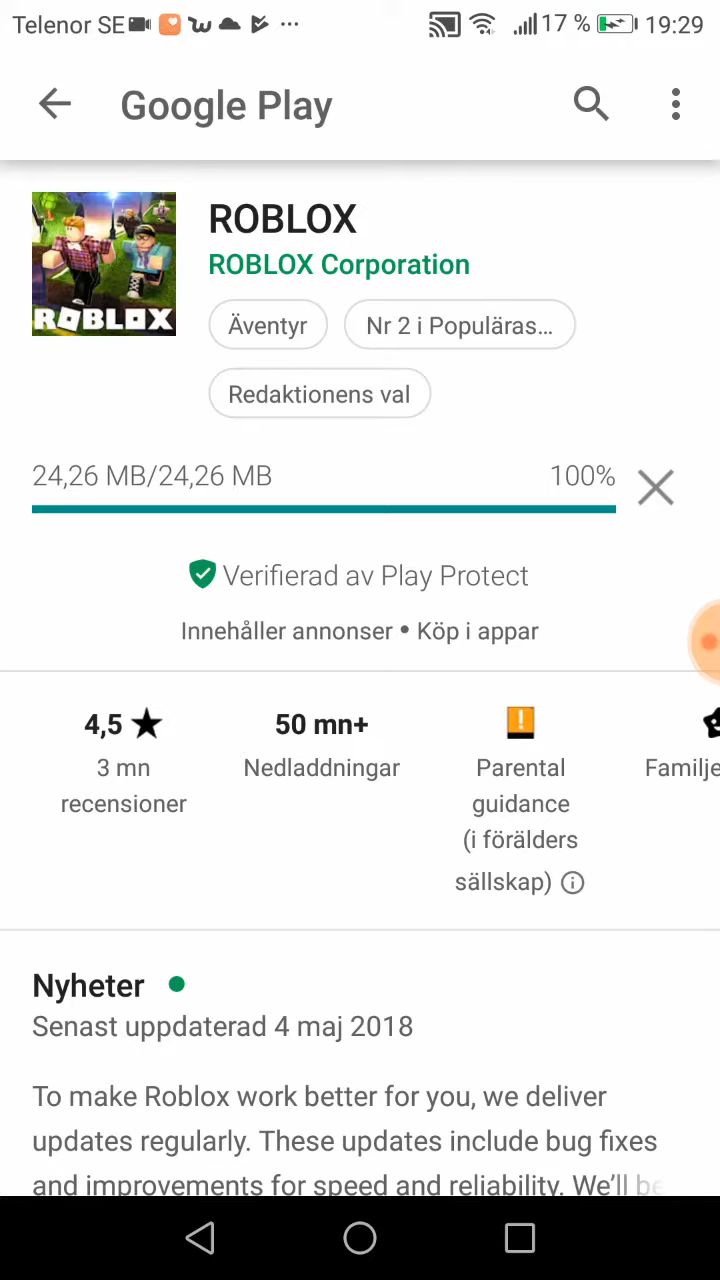 Telenor SE 17 % 19:29
Google Play
ROBLOX
ROBLOX Corporation
ROBLOX
Äventyr Nr 2 i Populäras...
Redaktionens val
24,26 MB/24,26 MB 100%
Verifierad av Play Protect
Innehåller annonser • Köp i appar
4,5 ★ 50 mn+
3 mn Nedladdningar Parental Familje
recensioner guidance
(i förälders
sällskap)
Nyheter
Senast uppdaterad 4 maj 2018
To make Roblox work better for you, we deliver
updates regularly. These updates include bug fixes
and improvements for speed and reliability. We'll be